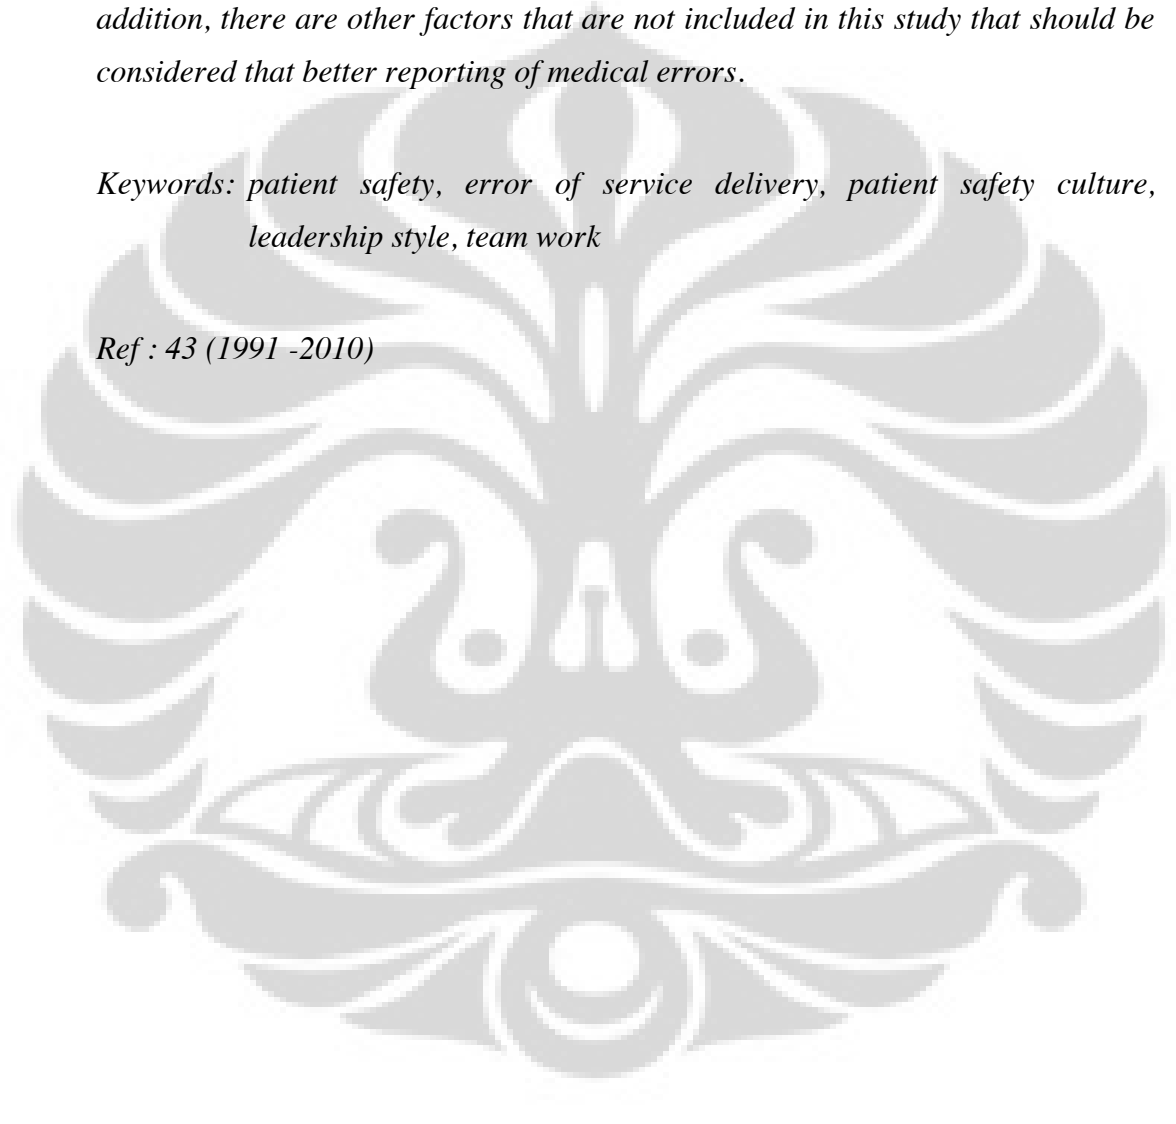 addition, there are other factors that are not included in this study that should be
considered that better reporting of medical errors.
Keywords: patient safety, error of service delivery, patient safety culture,
leadership style, team work
Ref : 43 (1991 -2010)